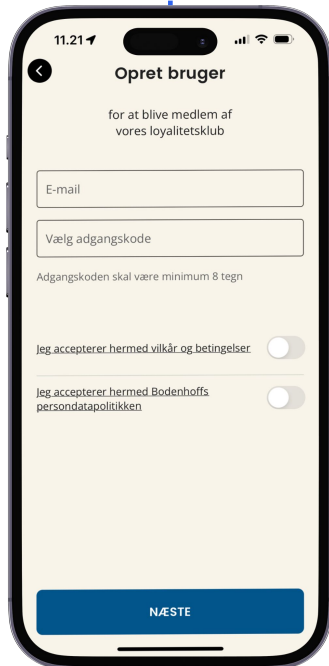 11.21
Opret bruger
for at blive medlem af
vores loyalitetsklub
E-mail
Vælg adgangskode
Adgangskoden skal være minimum 8 tegn
Jeg accepterer hermed vilkår og betingelser
Jeg accepterer hermed Bodenhoffs
persondatapolitikken
NÆSTE